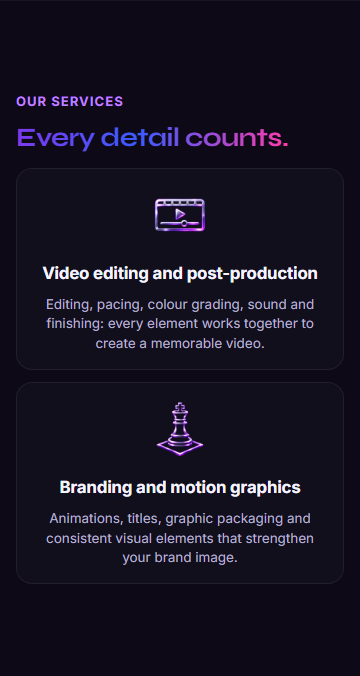 OUR SERVICES
Every detail counts.
Video editing and post-production
Editing, pacing, colour grading, sound and
finishing: every element works together to
create a memorable video.
Branding and motion graphics
Animations, titles, graphic packaging and
consistent visual elements that strengthen
your brand image.